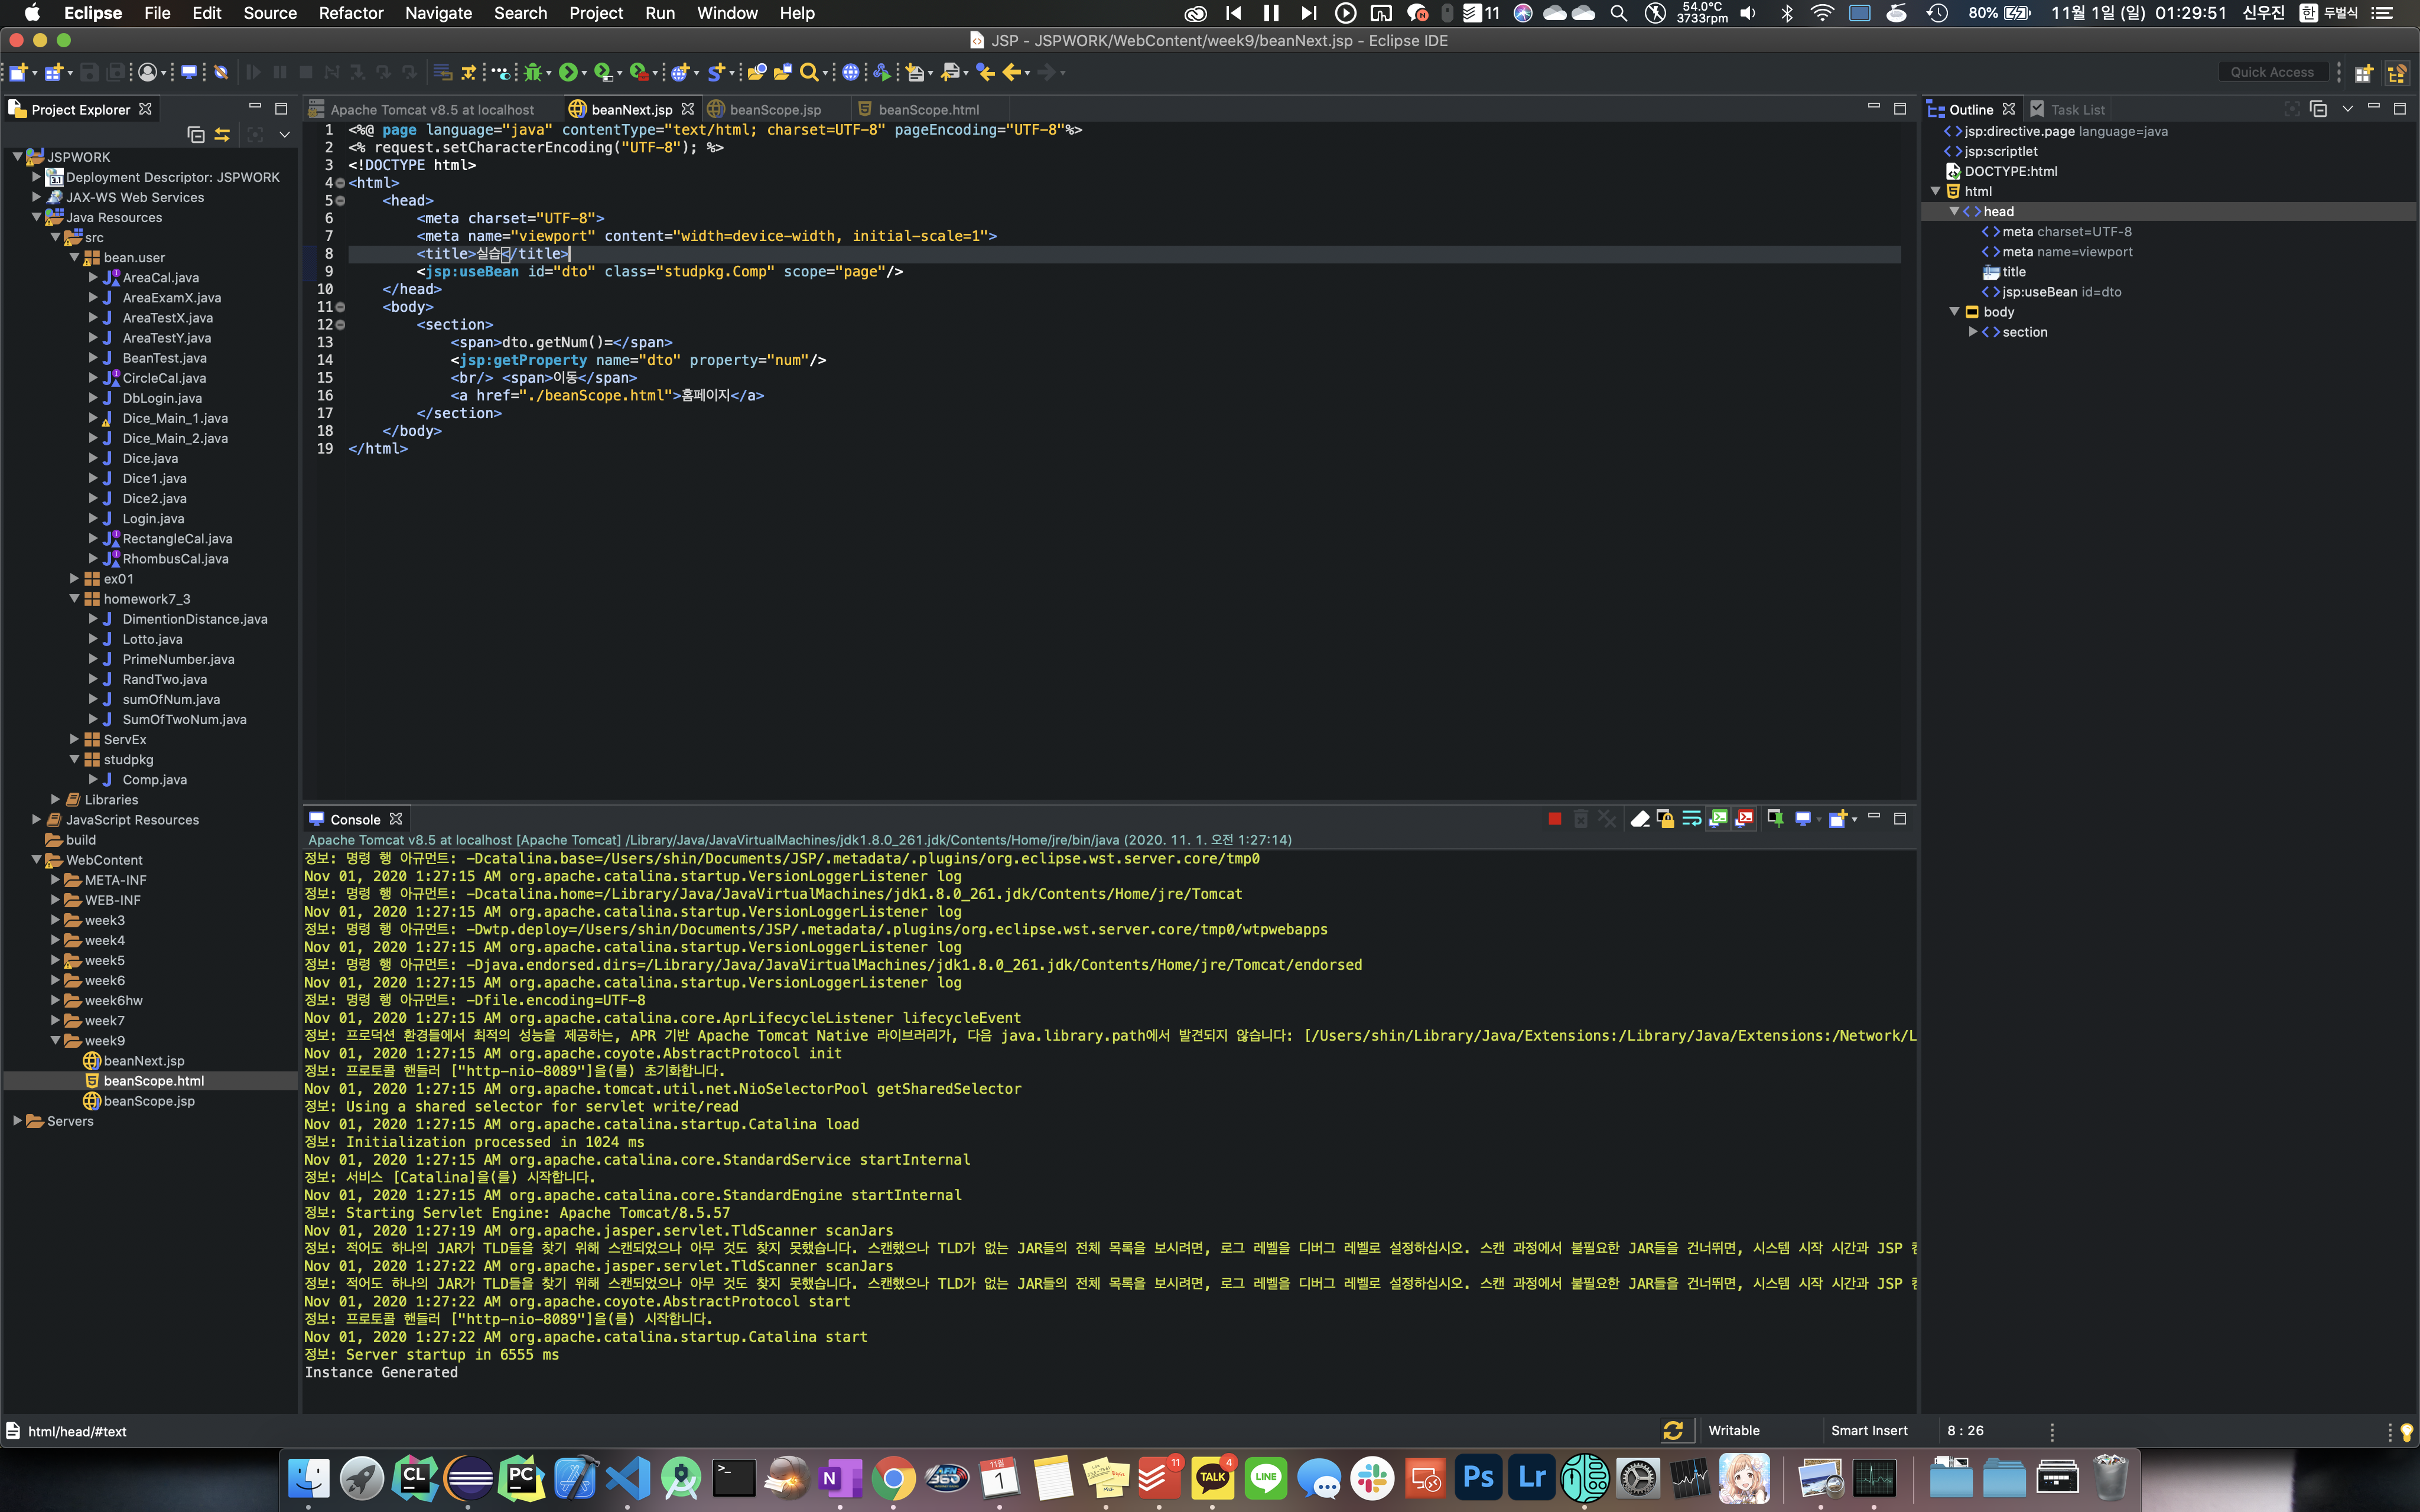 Eclipse File Edit Source Refactor Navigate Search Project Run Window Help
11 54.0°C 3733rpm 80% 11월 1일 (일) 01:29:51 신우진 한 두벌식
JSP - JSPWORK/WebContent/week9/beanNext.jsp - Eclipse IDE
Quick Access
Project Explorer
JSPWORK
Deployment Descriptor: JSPWORK
JAX-WS Web Services
Java Resources
src
bean.user
AreaCal.java
AreaExamX.java
AreaTestX.java
AreaTestY.java
BeanTest.java
CircleCal.java
DbLogin.java
Dice_Main_1.java
Dice_Main_2.java
Dice.java
Dice1.java
Dice2.java
Login.java
RectangleCal.java
RhombusCal.java
ex01
homework7_3
DimentionDistance.java
Lotto.java
PrimeNumber.java
RandTwo.java
sumOfNum.java
SumOfTwoNum.java
ServEx
studpkg
Comp.java
Libraries
JavaScript Resources
build
WebContent
META-INF
WEB-INF
week3
week4
week5
week6
week6hw
week7
week9
beanNext.jsp
beanScope.html
beanScope.jsp
Servers
Apache Tomcat v8.5 at localhost beanNext.jsp beanScope.jsp beanScope.html
1 <%@ page language="java" contentType="text/html; charset=UTF-8" pageEncoding="UTF-8"%>
2 <% request.setCharacterEncoding("UTF-8"); %>
3 <!DOCTYPE html>
4 <html>
5 <head>
6 <meta charset="UTF-8">
7 <meta name="viewport" content="width=device-width, initial-scale=1">
8 <title>실습</title>
9 <jsp:useBean id="dto" class="studpkg.Comp" scope="page"/>
10 </head>
11 <body>
12 <section>
13 <span>dto.getNum()=</span>
14 <jsp:getProperty name="dto" property="num"/>
15 <br/> <span>이동</span>
16 <a href="./beanScope.html">홈페이지</a>
17 </section>
18 </body>
19 </html>
Outline Task List
jsp:directive.page language=java
jsp:scriptlet
DOCTYPE:html
html
head
meta charset=UTF-8
meta name=viewport
title
jsp:useBean id=dto
body
section
Console
Apache Tomcat v8.5 at localhost [Apache Tomcat] /Library/Java/JavaVirtualMachines/jdk1.8.0_261.jdk/Contents/Home/jre/bin/java (2020. 11. 1. 오전 1:27:14)
정보: 명령 행 아규먼트: -Dcatalina.base=/Users/shin/Documents/JSP/.metadata/.plugins/org.eclipse.wst.server.core/tmp0
Nov 01, 2020 1:27:15 AM org.apache.catalina.startup.VersionLoggerListener log
정보: 명령 행 아규먼트: -Dcatalina.home=/Library/Java/JavaVirtualMachines/jdk1.8.0_261.jdk/Contents/Home/jre/Tomcat
Nov 01, 2020 1:27:15 AM org.apache.catalina.startup.VersionLoggerListener log
정보: 명령 행 아규먼트: -Dwtp.deploy=/Users/shin/Documents/JSP/.metadata/.plugins/org.eclipse.wst.server.core/tmp0/wtpwebapps
Nov 01, 2020 1:27:15 AM org.apache.catalina.startup.VersionLoggerListener log
정보: 명령 행 아규먼트: -Djava.endorsed.dirs=/Library/Java/JavaVirtualMachines/jdk1.8.0_261.jdk/Contents/Home/jre/Tomcat/endorsed
Nov 01, 2020 1:27:15 AM org.apache.catalina.startup.VersionLoggerListener log
정보: 명령 행 아규먼트: -Dfile.encoding=UTF-8
Nov 01, 2020 1:27:15 AM org.apache.catalina.core.AprLifecycleListener lifecycleEvent
정보: 프로덕션 환경들에서 최적의 성능을 제공하는, APR 기반 Apache Tomcat Native 라이브러리가, 다음 java.library.path에서 발견되지 않습니다: [/Users/shin/Library/Java/Extensions:/Library/Java/Extensions:/Network/L
Nov 01, 2020 1:27:15 AM org.apache.coyote.AbstractProtocol init
정보: 프로토콜 핸들러 ["http-nio-8089"]을(를) 초기화합니다.
Nov 01, 2020 1:27:15 AM org.apache.tomcat.util.net.NioSelectorPool getSharedSelector
정보: Using a shared selector for servlet write/read
Nov 01, 2020 1:27:15 AM org.apache.catalina.startup.Catalina load
정보: Initialization processed in 1024 ms
Nov 01, 2020 1:27:15 AM org.apache.catalina.core.StandardService startInternal
정보: 서비스 [Catalina]을(를) 시작합니다.
Nov 01, 2020 1:27:15 AM org.apache.catalina.core.StandardEngine startInternal
정보: Starting Servlet Engine: Apache Tomcat/8.5.57
Nov 01, 2020 1:27:19 AM org.apache.jasper.servlet.TldScanner scanJars
정보: 적어도 하나의 JAR가 TLD들을 찾기 위해 스캔되었으나 아무 것도 찾지 못했습니다. 스캔했으나 TLD가 없는 JAR들의 전체 목록을 보시려면, 로그 레벨을 디버그 레벨로 설정하십시오. 스캔 과정에서 불필요한 JAR들을 건너뛰면, 시스템 시작 시간과 JSP 컴
Nov 01, 2020 1:27:22 AM org.apache.jasper.servlet.TldScanner scanJars
정보: 적어도 하나의 JAR가 TLD들을 찾기 위해 스캔되었으나 아무 것도 찾지 못했습니다. 스캔했으나 TLD가 없는 JAR들의 전체 목록을 보시려면, 로그 레벨을 디버그 레벨로 설정하십시오. 스캔 과정에서 불필요한 JAR들을 건너뛰면, 시스템 시작 시간과 JSP 컴
Nov 01, 2020 1:27:22 AM org.apache.coyote.AbstractProtocol start
정보: 프로토콜 핸들러 ["http-nio-8089"]을(를) 시작합니다.
Nov 01, 2020 1:27:22 AM org.apache.catalina.startup.Catalina start
정보: Server startup in 6555 ms
Instance Generated
html/head/#text Writable Smart Insert 8 : 26
CL PC N 11월 1 11 TALK 4 LINE Ps Lr